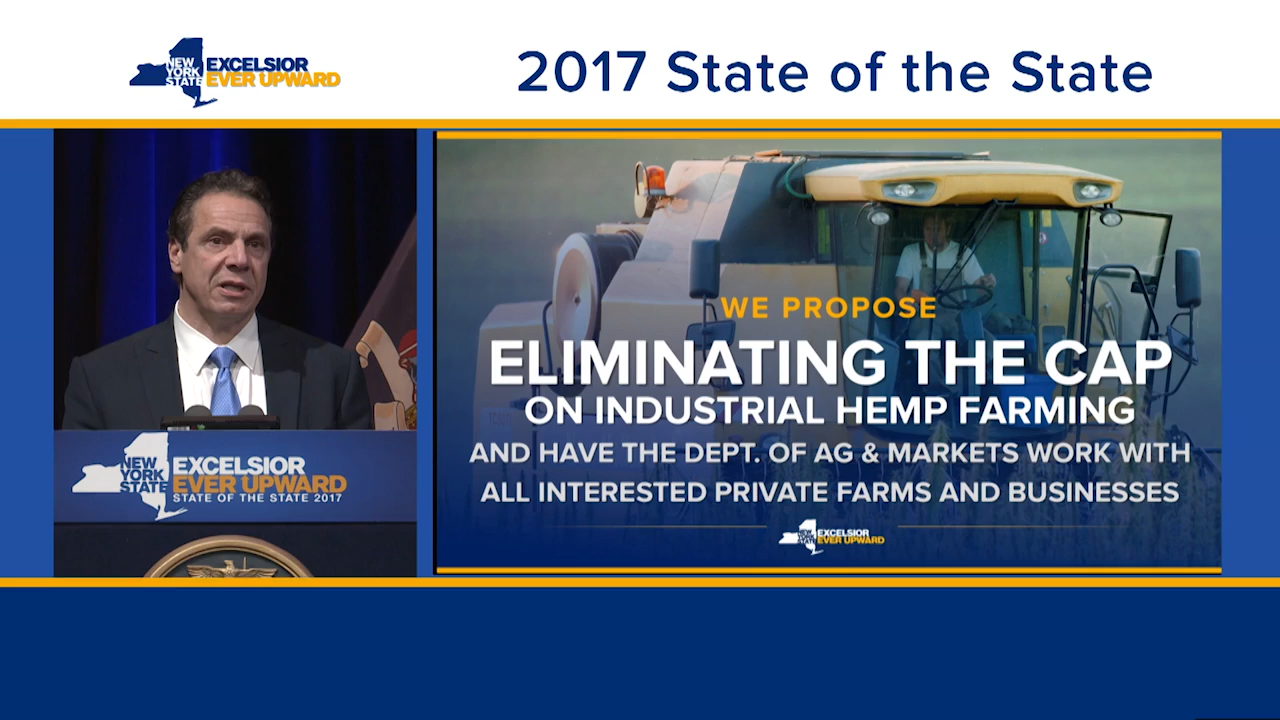 NEW
YORK
STATE
EXCELSIOR
EVER UPWARD
2017 State of the State
NEW
YORK
STATE
EXCELSIOR
EVER UPWARD
STATE OF THE STATE 2017
WE PROPOSE
ELIMINATING THE CAP
ON INDUSTRIAL HEMP FARMING
AND HAVE THE DEPT. OF AG & MARKETS WORK WITH
ALL INTERESTED PRIVATE FARMS AND BUSINESSES
NEW
YORK
STATE
EXCELSIOR
EVER UPWARD